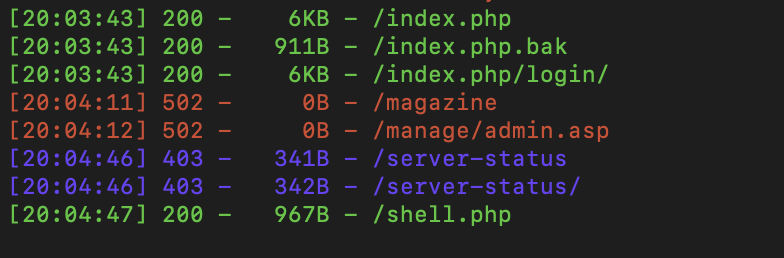 [20:03:43] 200 -    6KB - /index.php
[20:03:43] 200 -   911B - /index.php.bak
[20:03:43] 200 -    6KB - /index.php/login/
[20:04:11] 502 -     0B - /magazine
[20:04:12] 502 -     0B - /manage/admin.asp
[20:04:46] 403 -   341B - /server-status
[20:04:46] 403 -   342B - /server-status/
[20:04:47] 200 -   967B - /shell.php